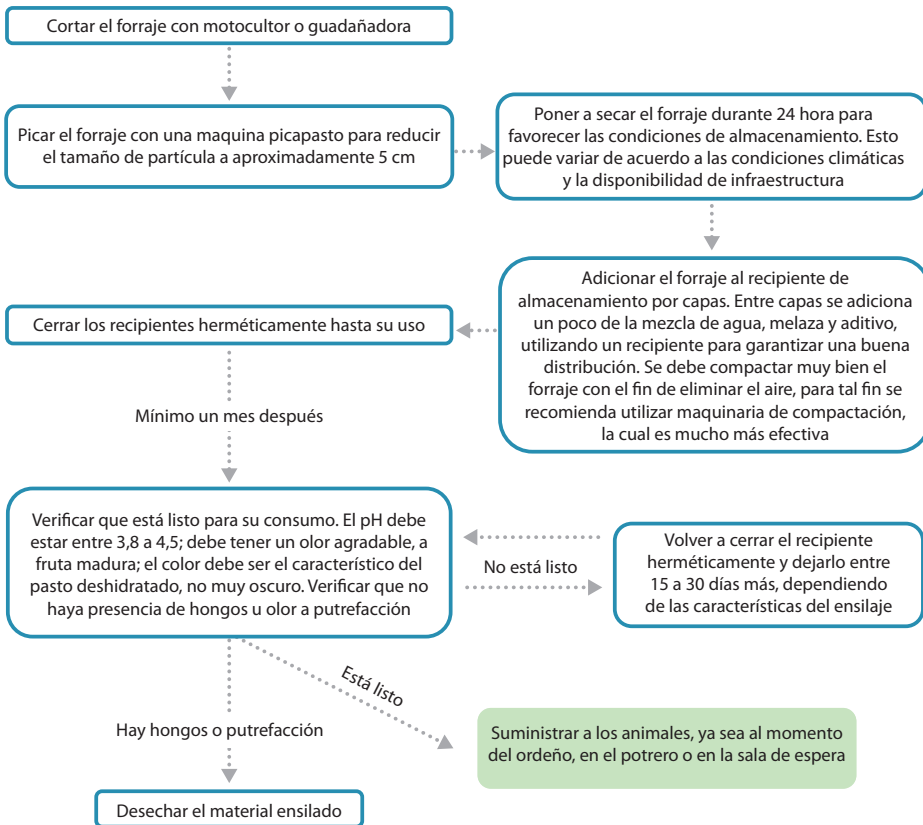 Cortar el forraje con motocultor o guadañadora
Picar el forraje con una maquina picapasto para reducir
el tamaño de partícula a aproximadamente 5 cm
Poner a secar el forraje durante 24 hora para
favorecer las condiciones de almacenamiento. Esto
puede variar de acuerdo a las condiciones climáticas
y la disponibilidad de infraestructura
Adicionar el forraje al recipiente de
almacenamiento por capas. Entre capas se adiciona
un poco de la mezcla de agua, melaza y aditivo,
utilizando un recipiente para garantizar una buena
distribución. Se debe compactar muy bien el
forraje con el fin de eliminar el aire, para tal fin se
recomienda utilizar maquinaria de compactación,
la cual es mucho más efectiva
Cerrar los recipientes herméticamente hasta su uso
Mínimo un mes después
Verificar que está listo para su consumo. El pH debe
estar entre 3,8 a 4,5; debe tener un olor agradable, a
fruta madura; el color debe ser el característico del
pasto deshidratado, no muy oscuro. Verificar que no
haya presencia de hongos u olor a putrefacción
No está listo
Volver a cerrar el recipiente
herméticamente y dejarlo entre
15 a 30 días más, dependiendo
de las características del ensilaje
Está listo
Suministrar a los animales, ya sea al momento
del ordeño, en el potrero o en la sala de espera
Hay hongos o putrefacción
Desechar el material ensilado